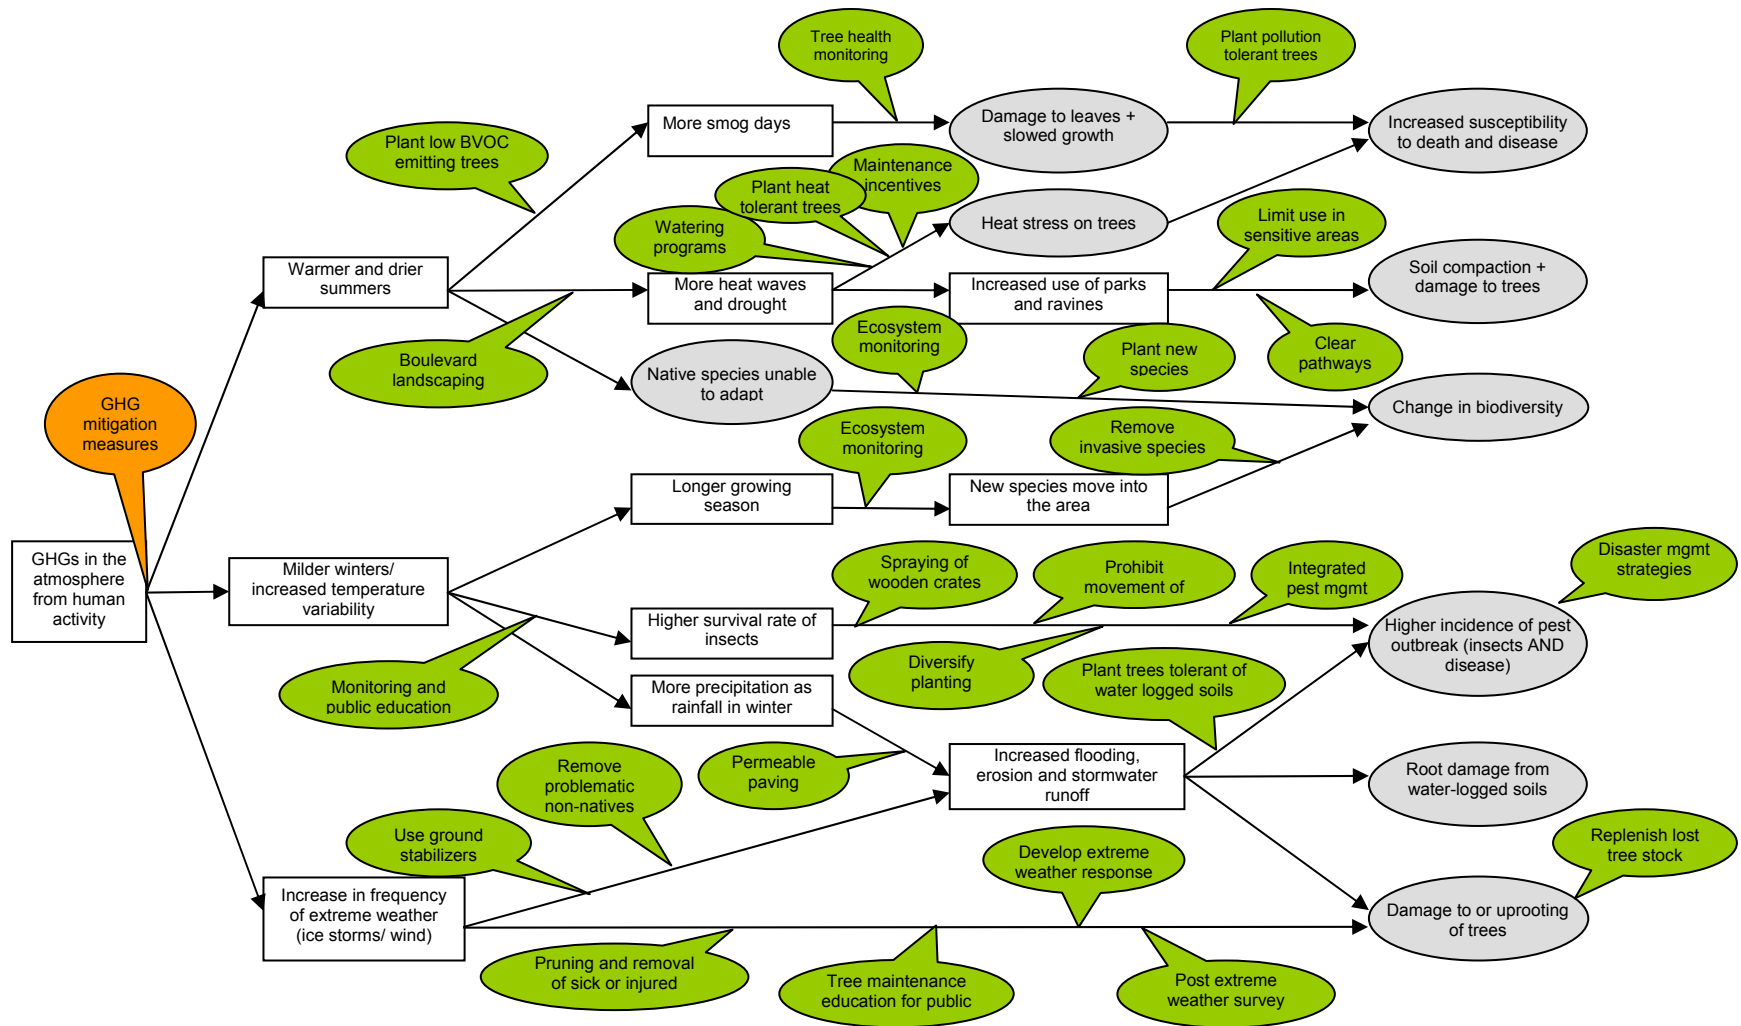 Tree health
monitoring
Plant pollution
tolerant trees
More smog days
Damage to leaves +
slowed growth
Increased susceptibility
to death and disease
Plant low BVOC
emitting trees
Maintenance
incentives
Plant heat
tolerant trees
Watering
programs
Heat stress on trees
Limit use in
sensitive areas
Warmer and drier
summers
More heat waves
and drought
Increased use of parks
and ravines
Soil compaction +
damage to trees
Boulevard
landscaping
Ecosystem
monitoring
Plant new
species
Clear
pathways
Native species unable
to adapt
Change in biodiversity
GHG
mitigation
measures
Ecosystem
monitoring
Remove
invasive species
Longer growing
season
New species move into
the area
GHGs in the
atmosphere
from human
activity
Milder winters/
increased temperature
variability
Spraying of
wooden crates
Prohibit
movement of
Integrated
pest mgmt
Disaster mgmt
strategies
Higher survival rate of
insects
Higher incidence of pest
outbreak (insects AND
disease)
Monitoring and
public education
Diversify
planting
Plant trees tolerant of
water logged soils
More precipitation as
rainfall in winter
Remove
problematic
non-natives
Permeable
paving
Increased flooding,
erosion and stormwater
runoff
Root damage from
water-logged soils
Use ground
stabilizers
Develop extreme
weather response
Replenish lost
tree stock
Increase in frequency
of extreme weather
(ice storms/ wind)
Damage to or uprooting
of trees
Pruning and removal
of sick or injured
Tree maintenance
education for public
Post extreme
weather survey